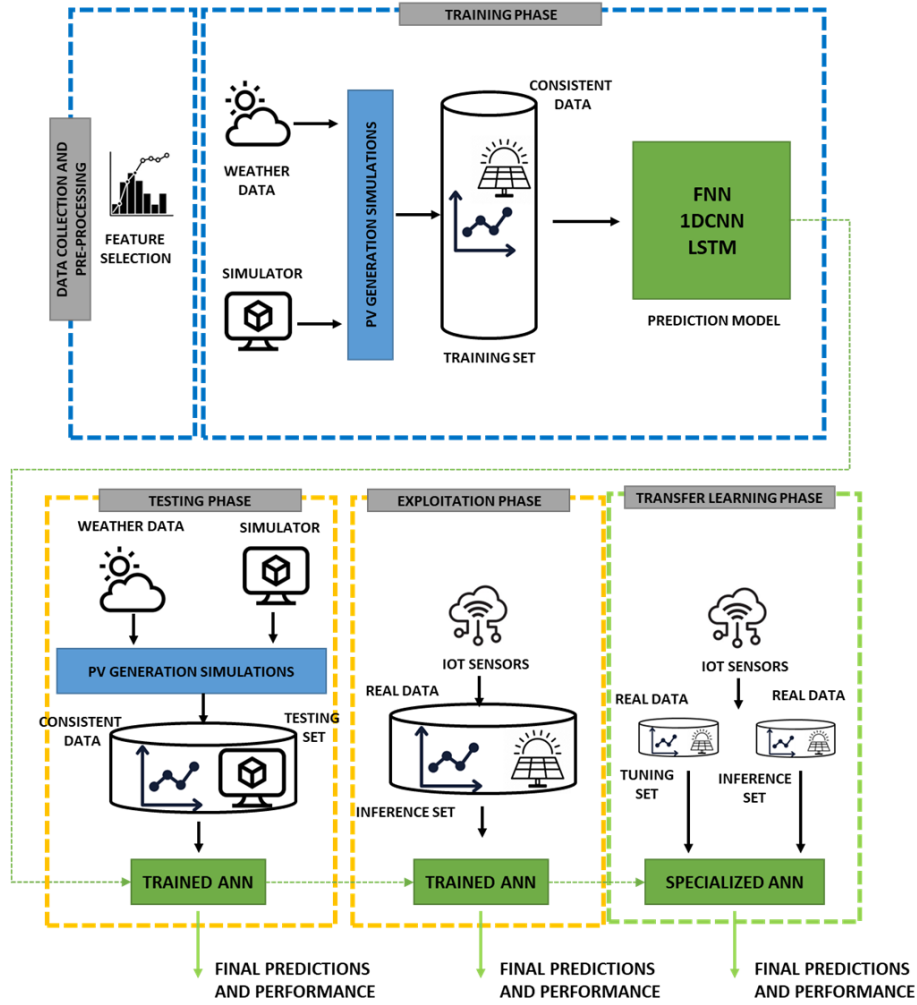 TRAINING PHASE
DATA COLLECTION AND
PRE-PROCESSING
FEATURE
SELECTION
WEATHER
DATA
SIMULATOR
PV GENERATION SIMULATIONS
CONSISTENT
DATA
TRAINING SET
FNN
1DCNN
LSTM
PREDICTION MODEL
TESTING PHASE
WEATHER DATA
SIMULATOR
PV GENERATION SIMULATIONS
CONSISTENT
DATA
TESTING
SET
TRAINED ANN
FINAL PREDICTIONS
AND PERFORMANCE
EXPLOITATION PHASE
IOT SENSORS
REAL DATA
INFERENCE SET
TRAINED ANN
FINAL PREDICTIONS
AND PERFORMANCE
TRANSFER LEARNING PHASE
IOT SENSORS
REAL DATA
REAL DATA
TUNING
SET
INFERENCE
SET
SPECIALIZED ANN
FINAL PREDICTIONS
AND PERFORMANCE